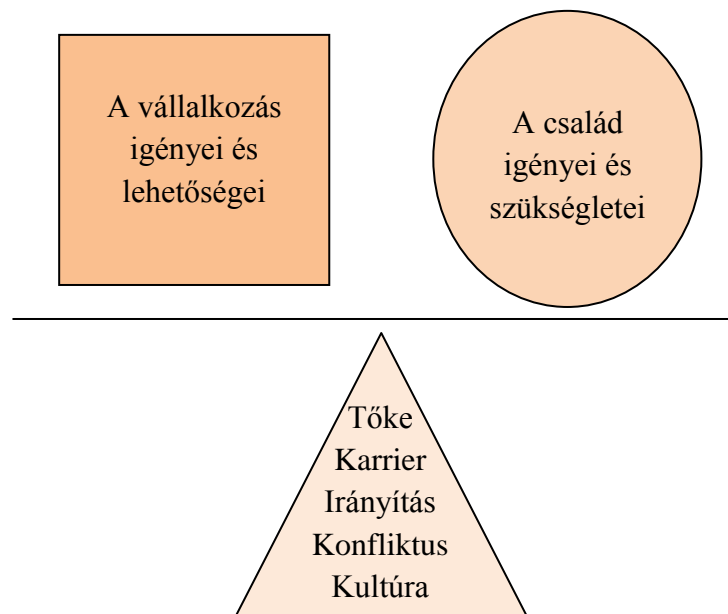 A vállalkozás
igényei és
lehetőségei
A család
igényei és
szükségletei
Tőke
Karrier
Irányítás
Konfliktus
Kultúra